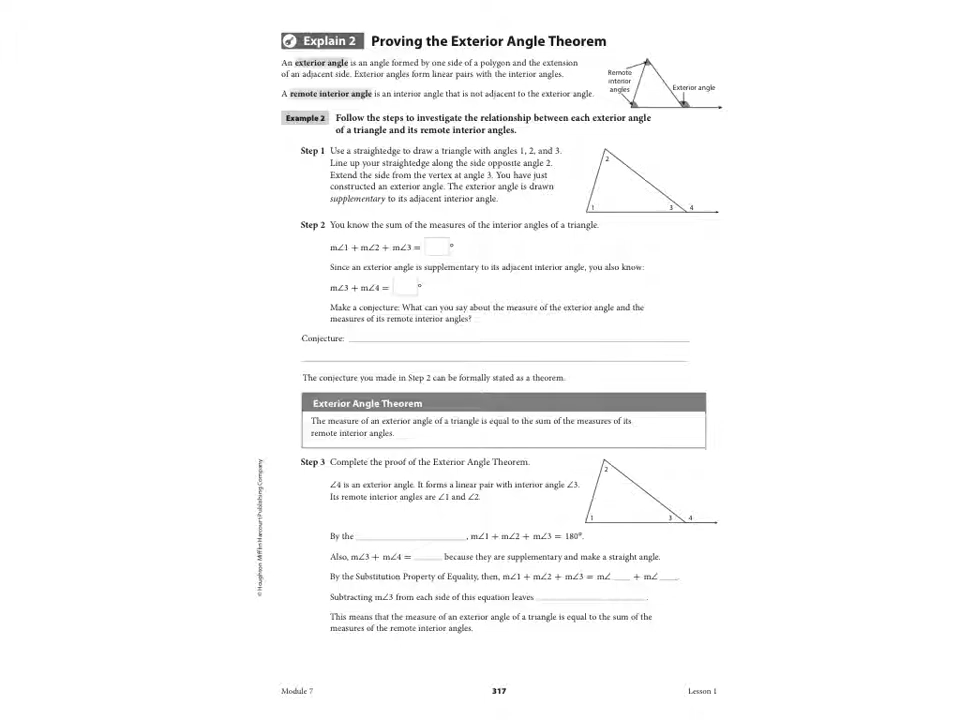 Explain 2 Proving the Exterior Angle Theorem
An exterior angle is an angle formed by one side of a polygon and the extension
of an adjacent side. Exterior angles form linear pairs with the interior angles.
A remote interior angle is an interior angle that is not adjacent to the exterior angle.
Remote
interior
angles
Exterior angle
Example 2 Follow the steps to investigate the relationship between each exterior angle
of a triangle and its remote interior angles.
Step 1 Use a straightedge to draw a triangle with angles 1, 2, and 3.
Line up your straightedge along the side opposite angle 2.
Extend the side from the vertex at angle 3. You have just
constructed an exterior angle. The exterior angle is drawn
supplementary to its adjacent interior angle.
2
1 3 4
Step 2 You know the sum of the measures of the interior angles of a triangle.
m∠1 + m∠2 + m∠3 = °
Since an exterior angle is supplementary to its adjacent interior angle, you also know:
m∠3 + m∠4 = °
Make a conjecture: What can you say about the measure of the exterior angle and the
measures of its remote interior angles?
Conjecture:
The conjecture you made in Step 2 can be formally stated as a theorem.
Exterior Angle Theorem
The measure of an exterior angle of a triangle is equal to the sum of the measures of its
remote interior angles.
Step 3 Complete the proof of the Exterior Angle Theorem.
∠4 is an exterior angle. It forms a linear pair with interior angle ∠3.
Its remote interior angles are ∠1 and ∠2.
2
1 3 4
By the ____, m∠1 + m∠2 + m∠3 = 180°.
Also, m∠3 + m∠4 = ____ because they are supplementary and make a straight angle.
By the Substitution Property of Equality, then, m∠1 + m∠2 + m∠3 = m∠____ + m∠____.
Subtracting m∠3 from each side of this equation leaves ____.
This means that the measure of an exterior angle of a triangle is equal to the sum of the
measures of the remote interior angles.
© Houghton Mifflin Harcourt Publishing Company
Module 7 317 Lesson 1